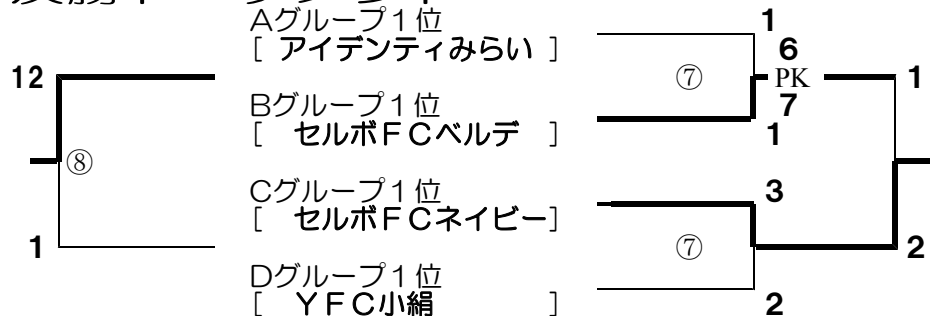 Aグループ1位
[ アイデンティみらい ]
Bグループ1位
[ セルボFCベルデ ]
Cグループ1位
[ セルボFCネイビー]
Dグループ1位
[ YFC小絹 ]
12
⑧
1
1
6
⑦ PK
7
1
3
⑦
2
1
2